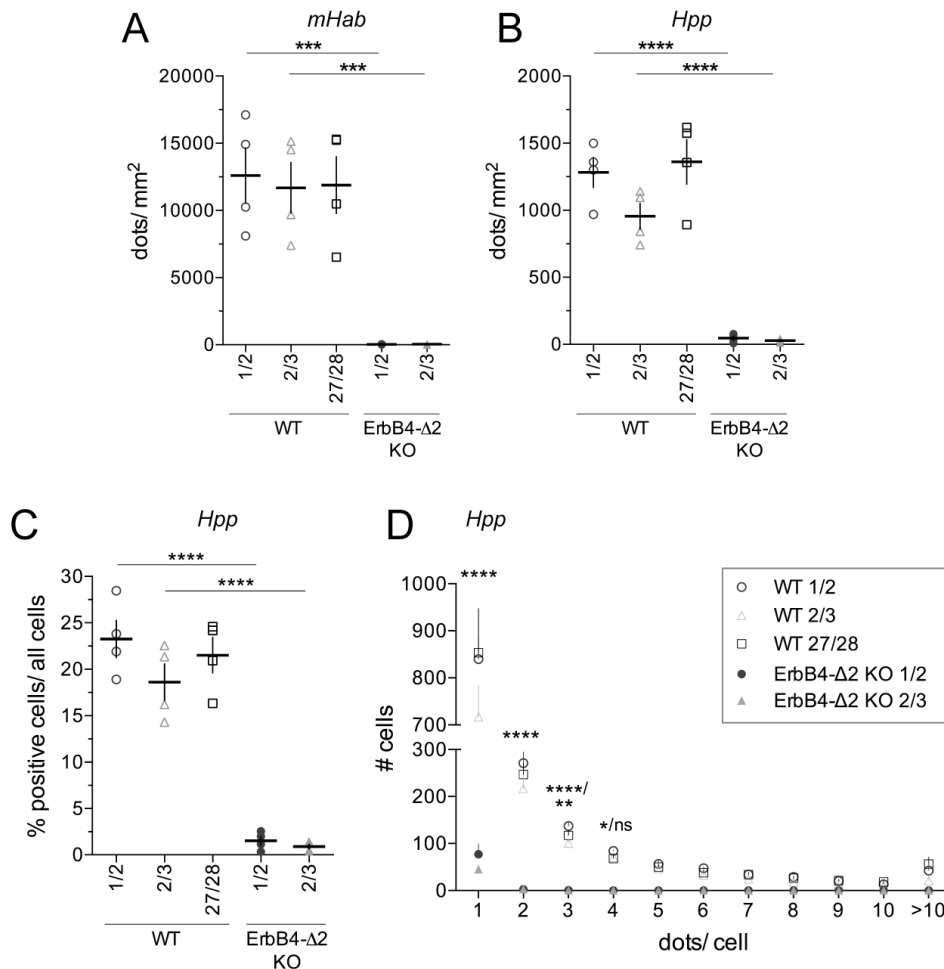 A
mHab
***
***
20000
15000
10000
5000
0
dots/ mm2
1/2
2/3
27/28
1/2
2/3
WT
ErbB4-Δ2
KO
B
Hpp
****
****
2000
1500
1000
500
0
dots/ mm2
1/2
2/3
27/28
1/2
2/3
WT
ErbB4-Δ2
KO
C
Hpp
****
****
30
25
20
15
10
5
0
% positive cells/ all cells
1/2
2/3
27/28
1/2
2/3
WT
ErbB4-Δ2
KO
D
Hpp
1000
900
800
700
300
200
100
0
# cells
****
****
****/
**
*/ns
1 2 3 4 5 6 7 8 9 10 >10
dots/ cell
WT 1/2
WT 2/3
WT 27/28
ErbB4-Δ2 KO 1/2
ErbB4-Δ2 KO 2/3